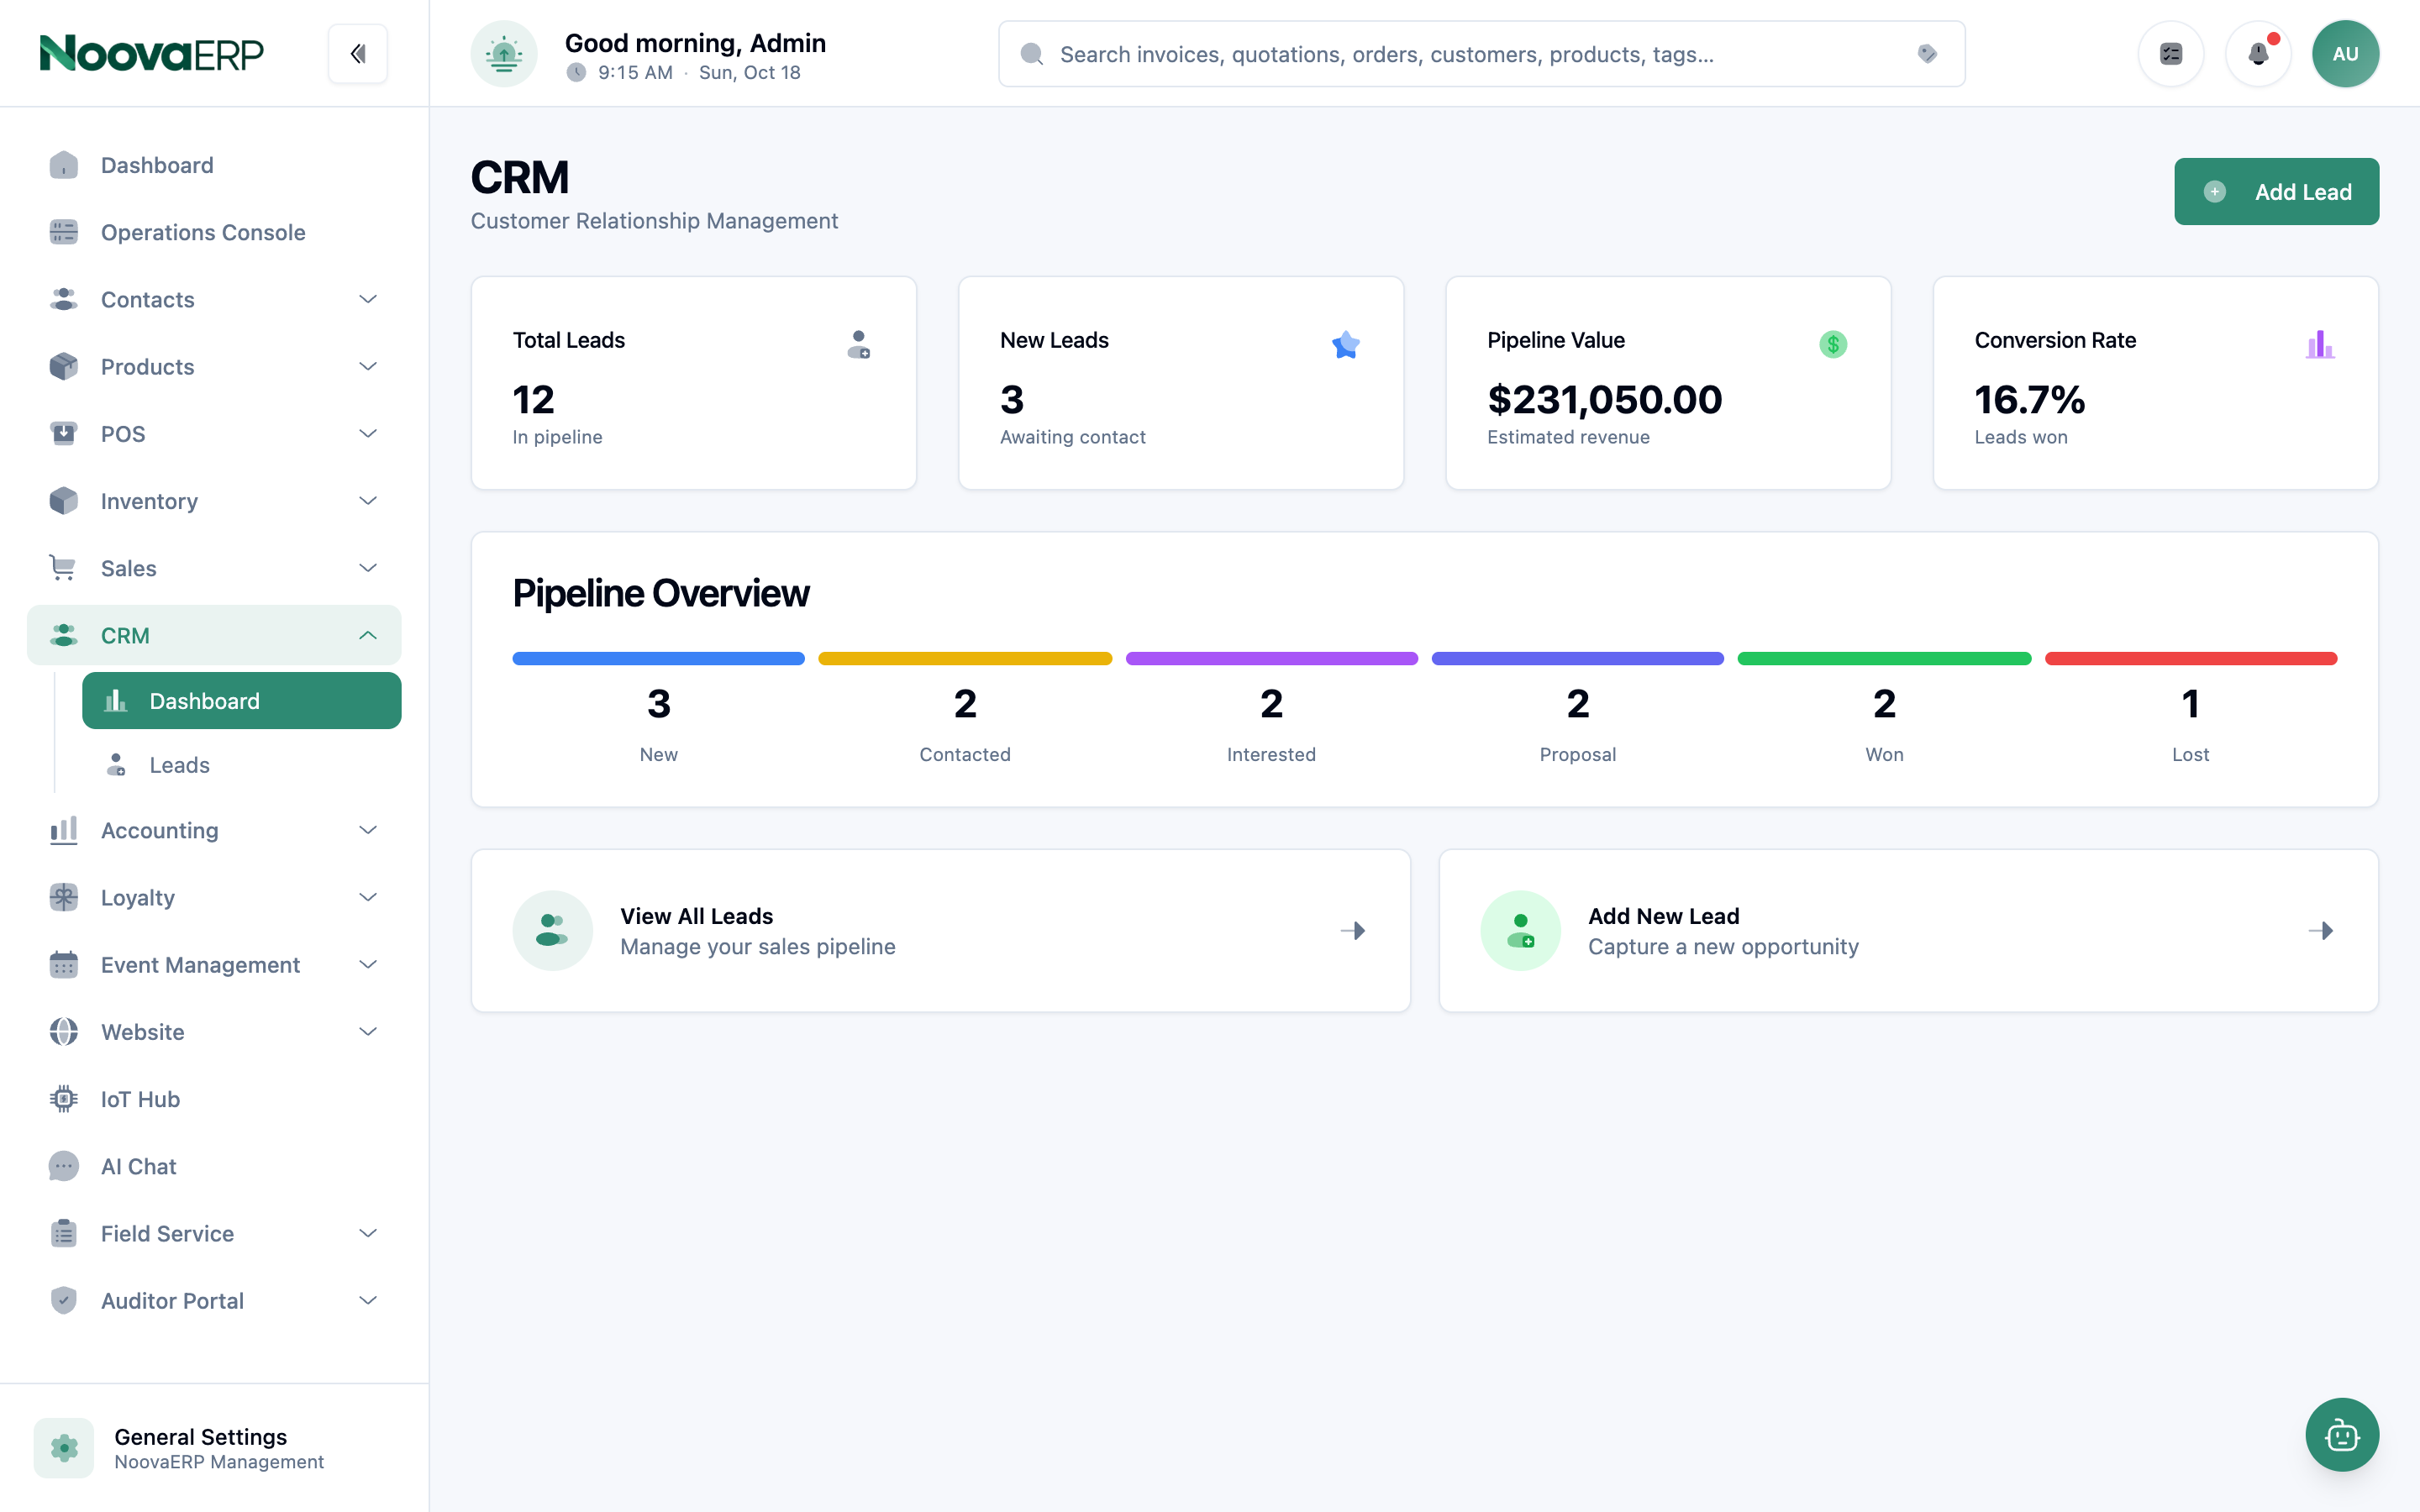 NoovaERP
Good morning, Admin
9:15 AM · Sun, Oct 18
Search invoices, quotations, orders, customers, products, tags...
AU
Dashboard
Operations Console
Contacts
Products
POS
Inventory
Sales
CRM
Dashboard
Leads
Accounting
Loyalty
Event Management
Website
IoT Hub
AI Chat
Field Service
Auditor Portal
General Settings
NoovaERP Management
CRM
Customer Relationship Management
Add Lead
Total Leads
12
In pipeline
New Leads
3
Awaiting contact
Pipeline Value
$231,050.00
Estimated revenue
Conversion Rate
16.7%
Leads won
Pipeline Overview
3
New
2
Contacted
2
Interested
2
Proposal
2
Won
1
Lost
View All Leads
Manage your sales pipeline
Add New Lead
Capture a new opportunity